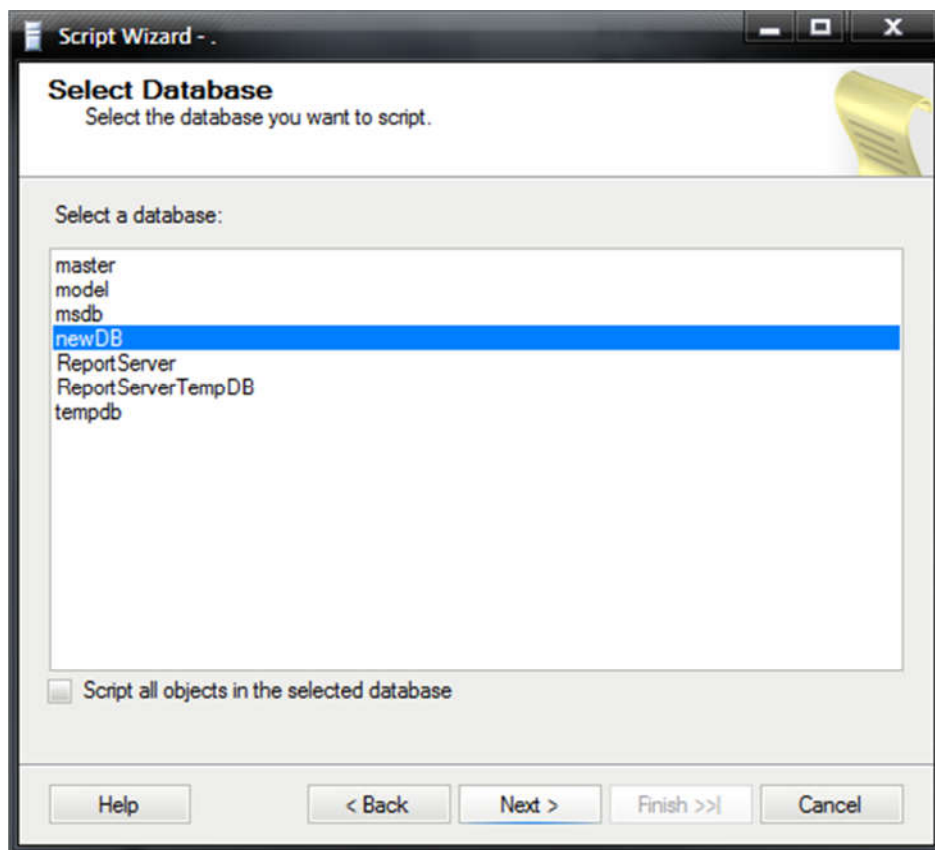 Script Wizard - .
Select Database
Select the database you want to script.
Select a database:
master
model
msdb
newDB
ReportServer
ReportServerTempDB
tempdb
Script all objects in the selected database
Help
< Back
Next >
Finish >>|
Cancel